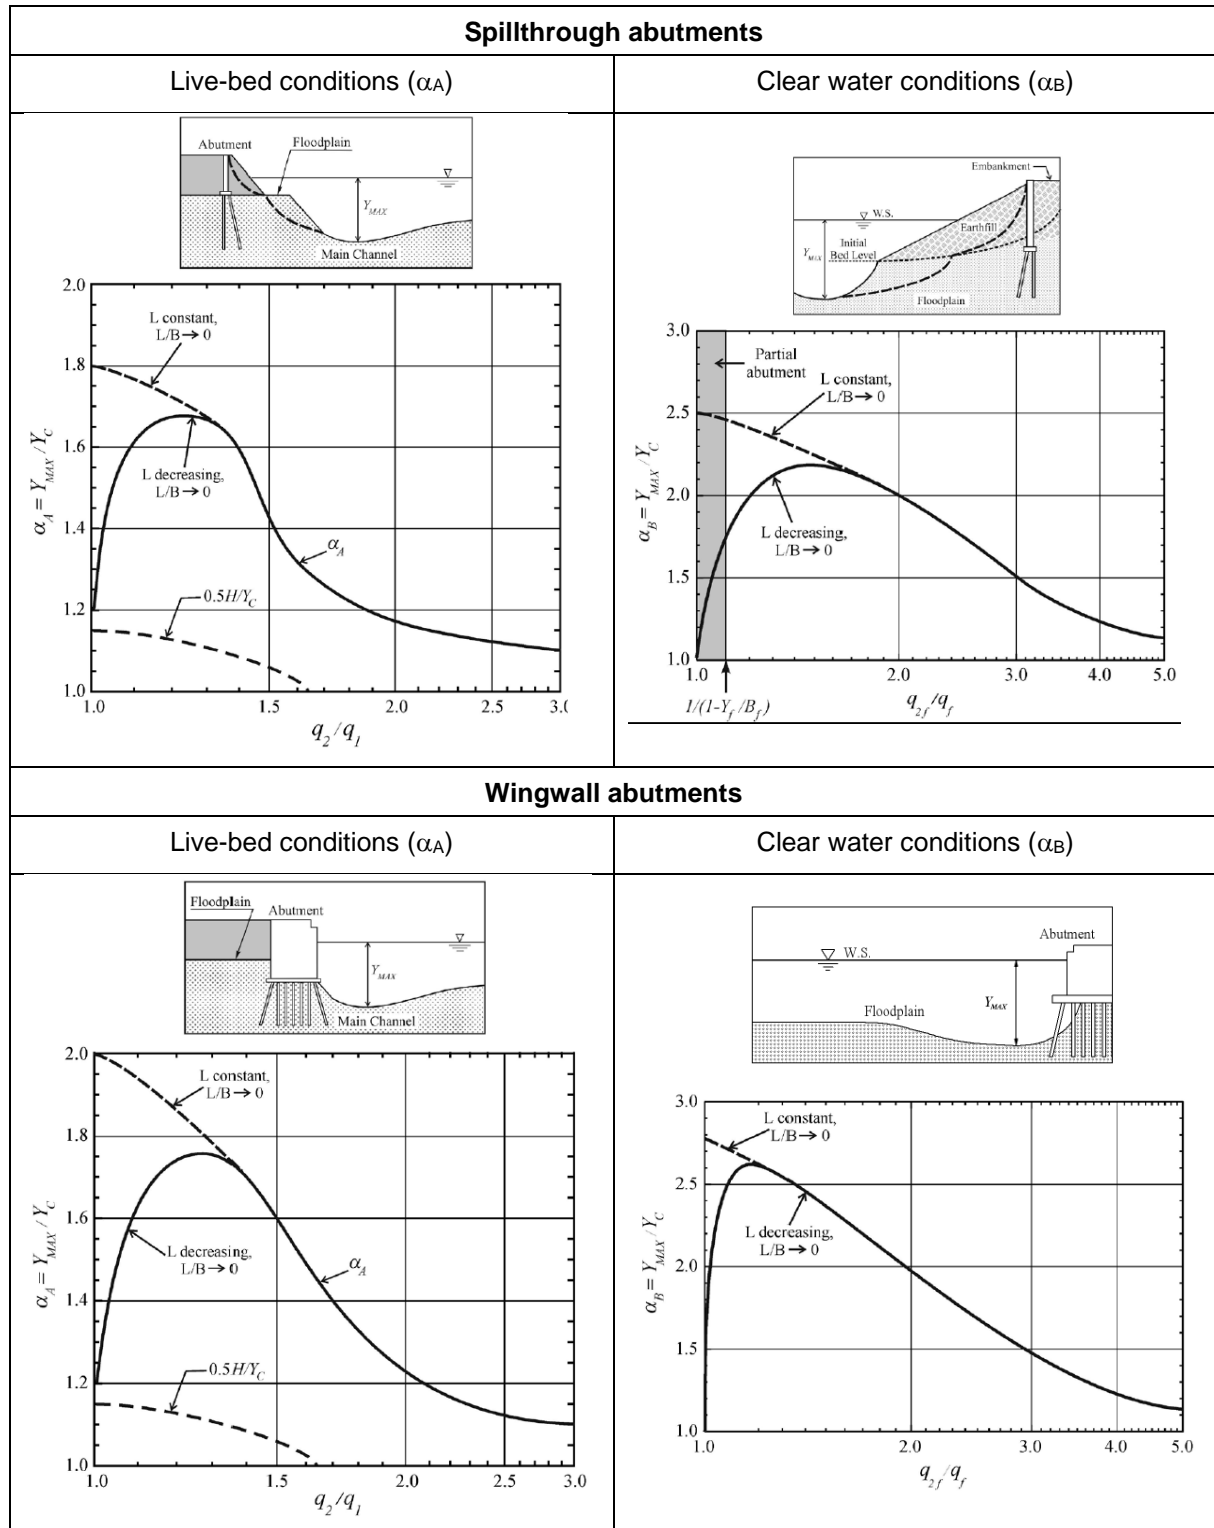 Spillthrough abutments
Live-bed conditions (αA)
Clear water conditions (αB)
Abutment
Floodplain
YMAX
Main Channel
2.0
1.8
1.6
1.4
1.2
1.0
αA = YMAX / YC
L constant,
L/B → 0
L decreasing,
L/B → 0
αA
0.5H/YC
1.0
1.5
2.0
2.5
3.0
q2/q1
Embankment
W.S.
Earthfill
Initial
Bed Level
YMAX
Floodplain
3.0
2.5
2.0
1.5
1.0
αB = YMAX / YC
Partial
abutment
L constant,
L/B → 0
L decreasing,
L/B → 0
1.0
2.0
3.0
4.0
5.0
1/(1-Yf /Bf)
q2f/qf
Wingwall abutments
Live-bed conditions (αA)
Clear water conditions (αB)
Floodplain
Abutment
YMAX
Main Channel
2.0
1.8
1.6
1.4
1.2
1.0
αA = YMAX / YC
L constant,
L/B → 0
L decreasing,
L/B → 0
αA
0.5H/YC
1.0
1.5
2.0
2.5
3.0
q2/q1
Abutment
W.S.
YMAX
Floodplain
3.0
2.5
2.0
1.5
1.0
αB = YMAX / YC
L constant,
L/B → 0
L decreasing,
L/B → 0
1.0
2.0
3.0
4.0
5.0
q2f/qf